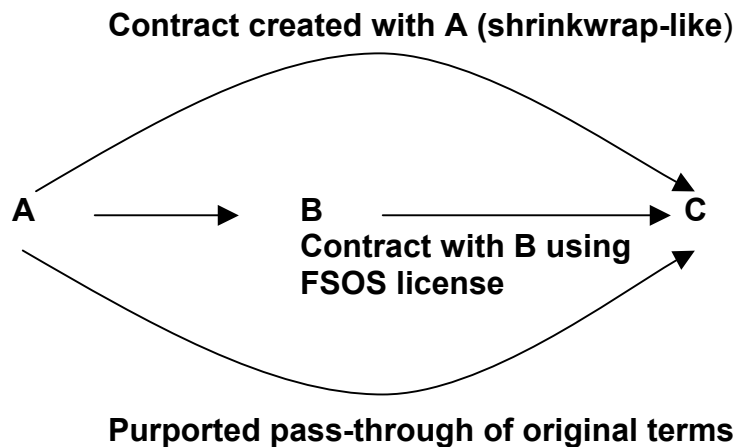 Contract created with A (shrinkwrap-like)
A B C
Contract with B using
FSOS license
Purported pass-through of original terms